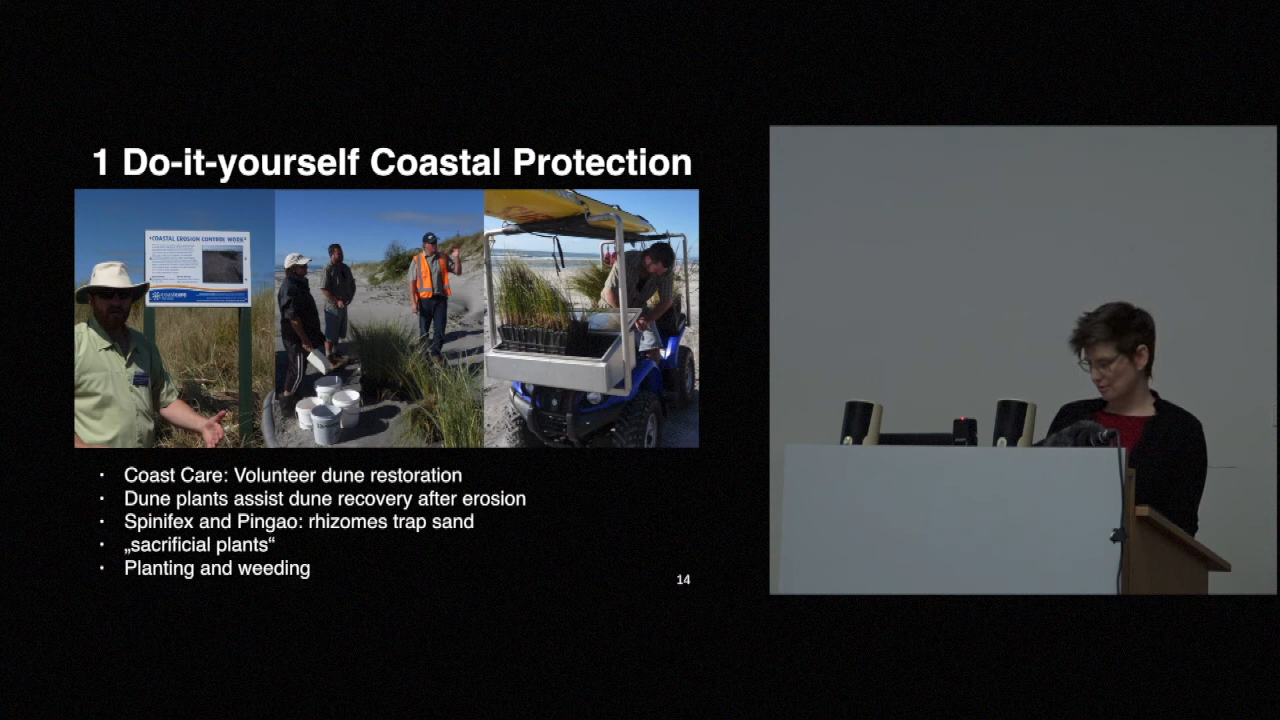 1 Do-it-yourself Coastal Protection
COASTAL EROSION CONTROL WORK
· Coast Care: Volunteer dune restoration
· Dune plants assist dune recovery after erosion
· Spinifex and Pingao: rhizomes trap sand
· „sacrificial plants“
· Planting and weeding
14